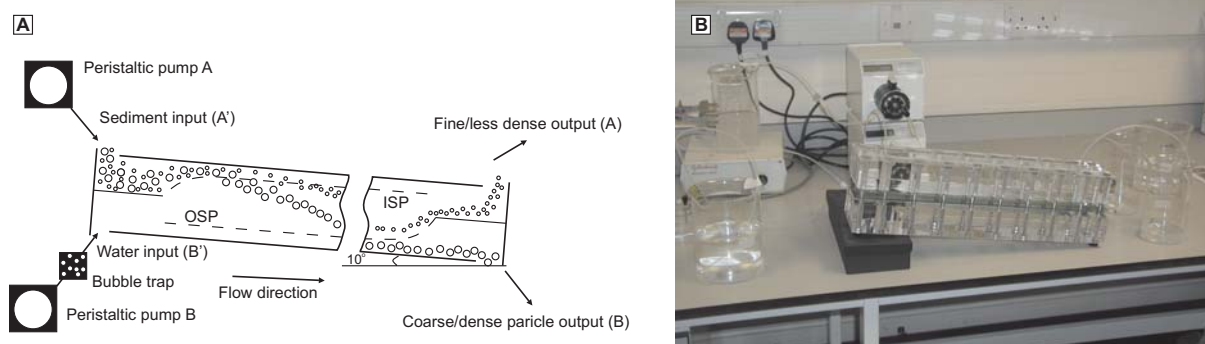 A
Peristaltic pump A
Sediment input (A')
Fine/less dense output (A)
OSP
ISP
Water input (B')
10°
Bubble trap
Flow direction
Peristaltic pump B
Coarse/dense paricle output (B)
B